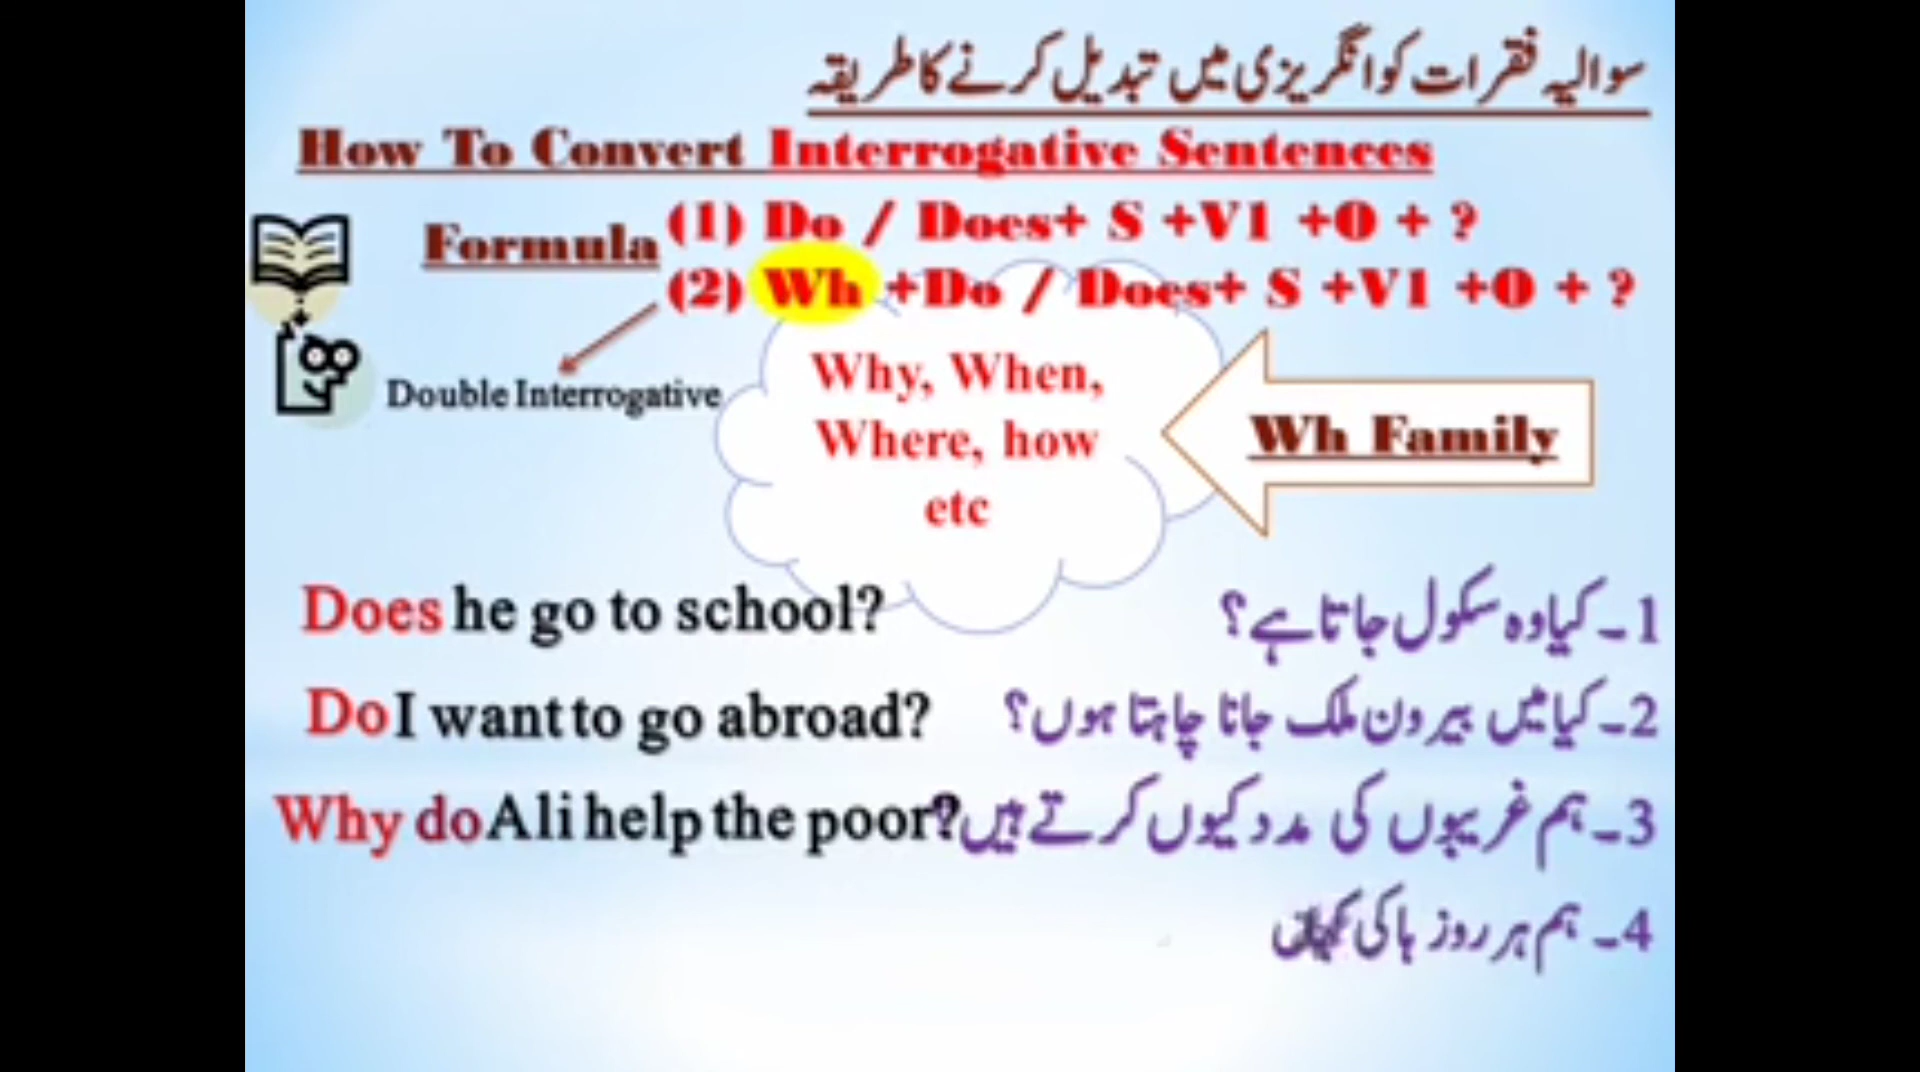 سوالیہ فقرات کو انگریزی میں تبدیل کرنے کا طریقہ
How To Convert Interrogative Sentences
Formula (1) Do / Does+ S +V1 +O + ?
(2) Wh +Do / Does+ S +V1 +O + ?
Double Interrogative
Why, When,
Where, how
etc
Wh Family
Does he go to school?
1۔ کیا وہ سکول جاتا ہے؟
Do I want to go abroad?
2۔ کیا میں بیرون ملک جانا چاہتا ہوں؟
Why do Ali help the poor?
3۔ ہم غریبوں کی مدد کیوں کرتے ہیں؟
4۔ ہم ہر روز ہاکی